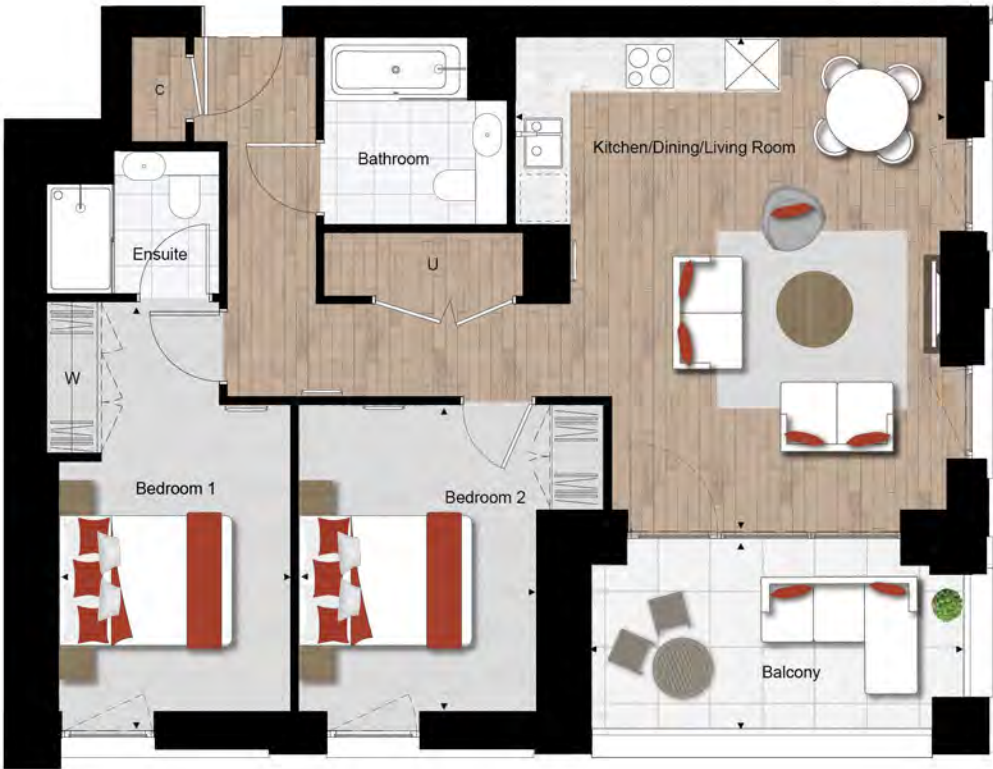 C
Bathroom
Kitchen/Dining/Living Room
Ensuite
U
W
Bedroom 1
Bedroom 2
Balcony